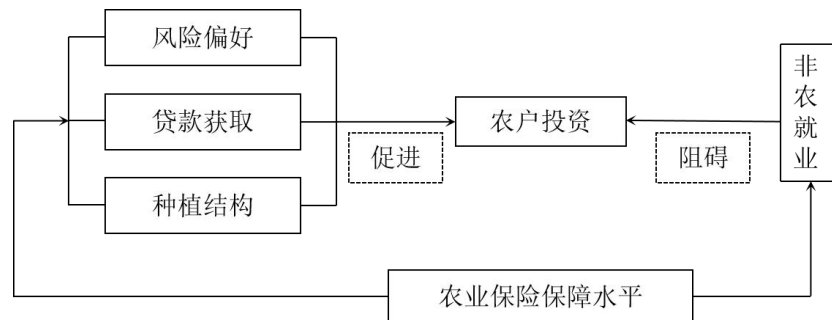 风险偏好
贷款获取
种植结构
促进
农户投资
阻碍
非农就业
农业保险保障水平